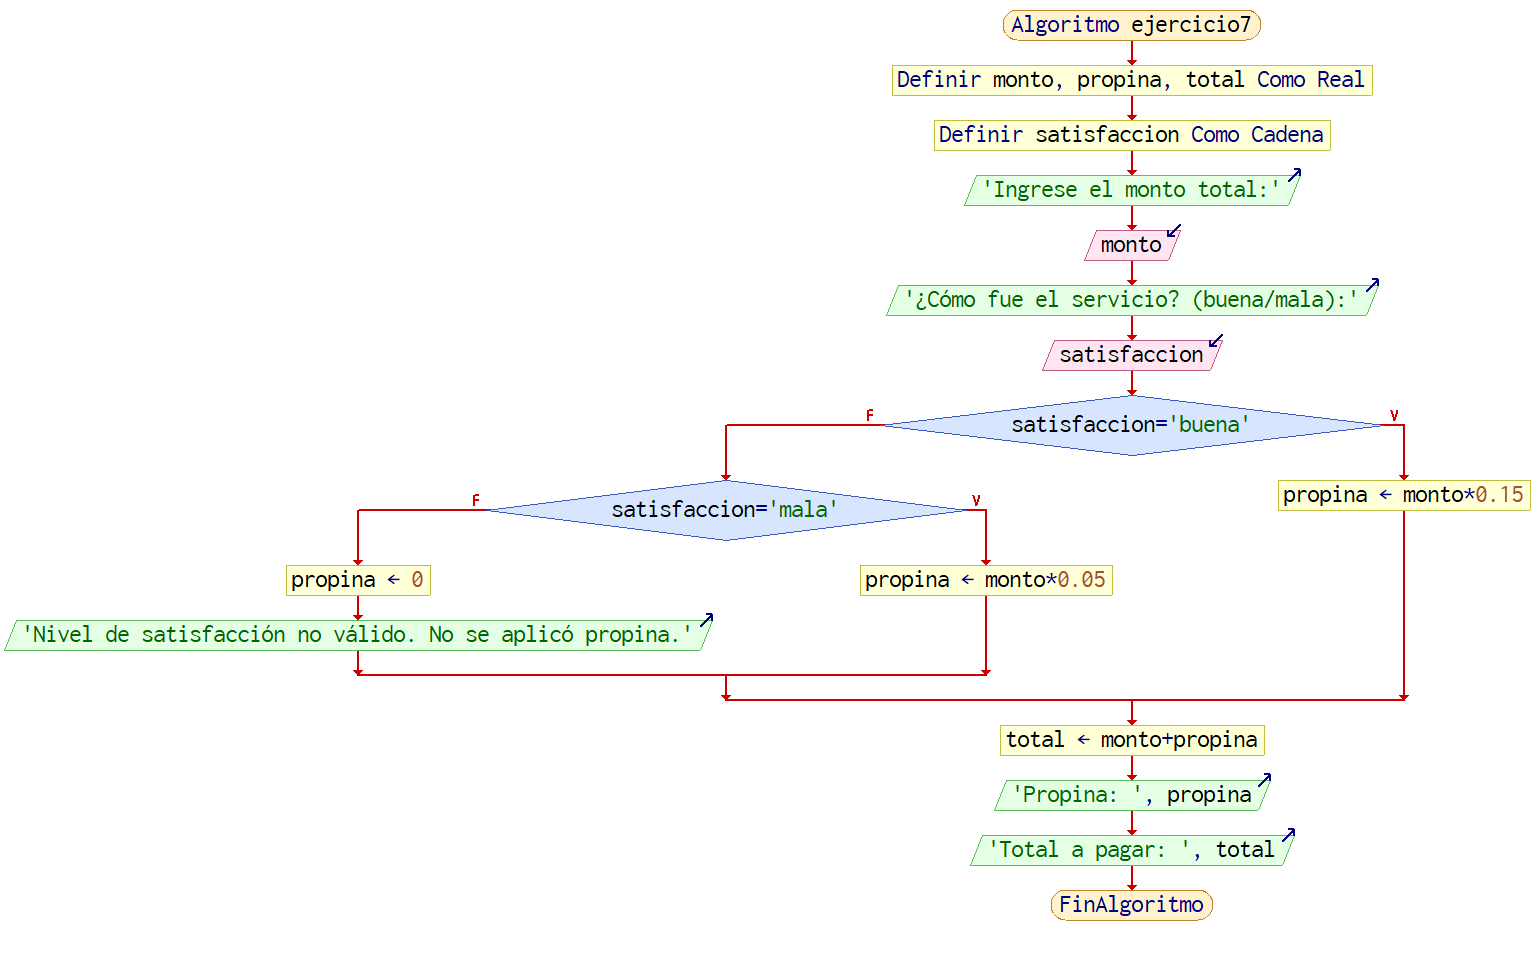 Algoritmo ejercicio7
Definir monto, propina, total Como Real
Definir satisfaccion Como Cadena
'Ingrese el monto total:'
monto
'¿Cómo fue el servicio? (buena/mala):'
satisfaccion
F
V
satisfaccion='buena'
F
V
satisfaccion='mala'
propina ← monto*0.15
propina ← 0
propina ← monto*0.05
'Nivel de satisfacción no válido. No se aplicó propina.'
total ← monto+propina
'Propina: ', propina
'Total a pagar: ', total
FinAlgoritmo